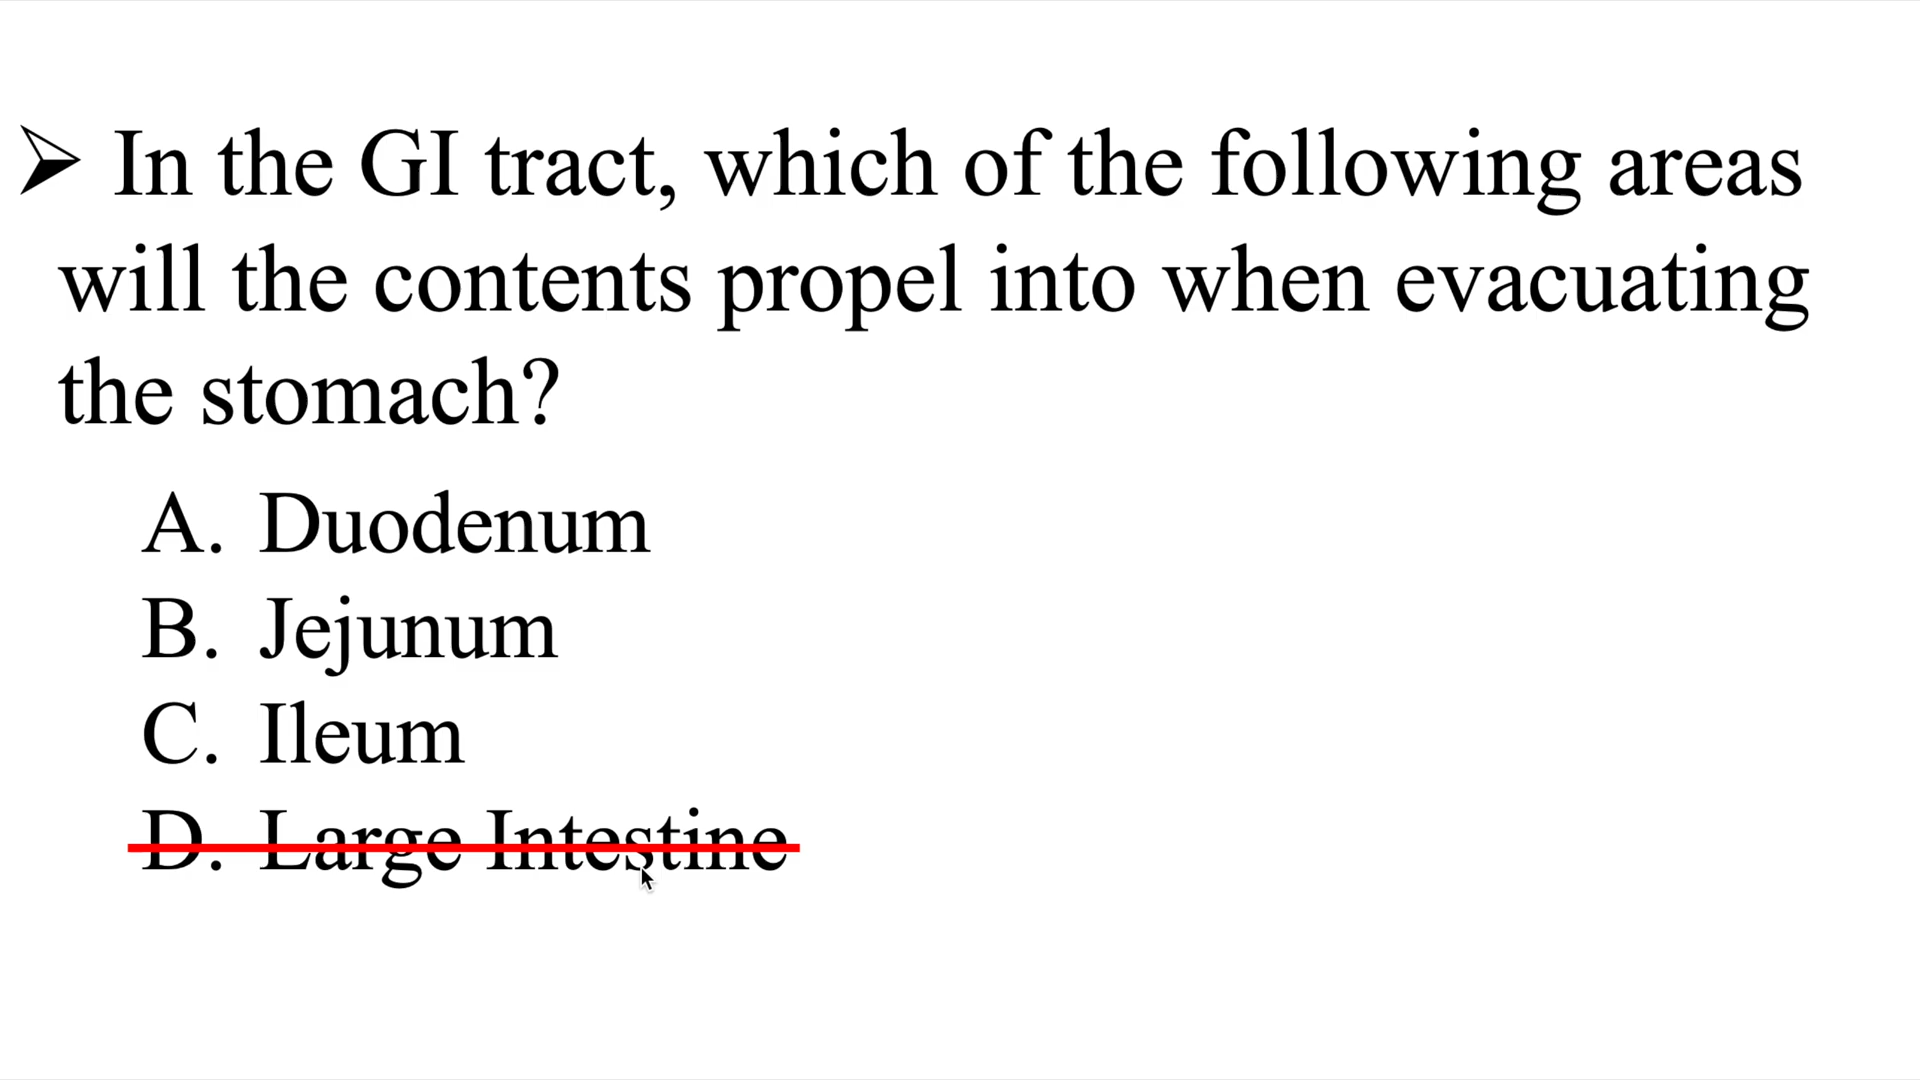 ➢ In the GI tract, which of the following areas
will the contents propel into when evacuating
the stomach?
A. Duodenum
B. Jejunum
C. Ileum
D. Large Intestine